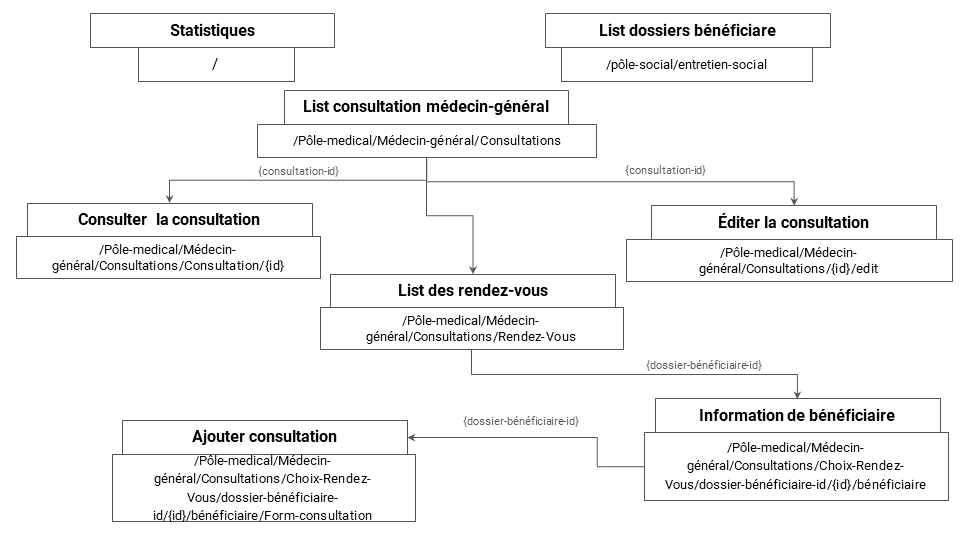 Statistiques
/
List dossiers bénéficiare
/pôle-social/entretien-social
List consultation médecin-général
/Pôle-medical/Médecin-général/Consultations
{consultation-id}
{consultation-id}
Consulter la consultation
/Pôle-medical/Médecin-
général/Consultations/Consultation/{id}
Éditer la consultation
/Pôle-medical/Médecin-
général/Consultations/{id}/edit
List des rendez-vous
/Pôle-medical/Médecin-
général/Consultations/Rendez-Vous
{dossier-bénéficiaire-id}
Information de bénéficiaire
/Pôle-medical/Médecin-
général/Consultations/Choix-Rendez-
Vous/dossier-bénéficiaire-id/{id}/bénéficiaire
{dossier-bénéficiaire-id}
Ajouter consultation
/Pôle-medical/Médecin-
général/Consultations/Choix-Rendez-
Vous/dossier-bénéficiaire-
id/{id}/bénéficiaire/Form-consultation